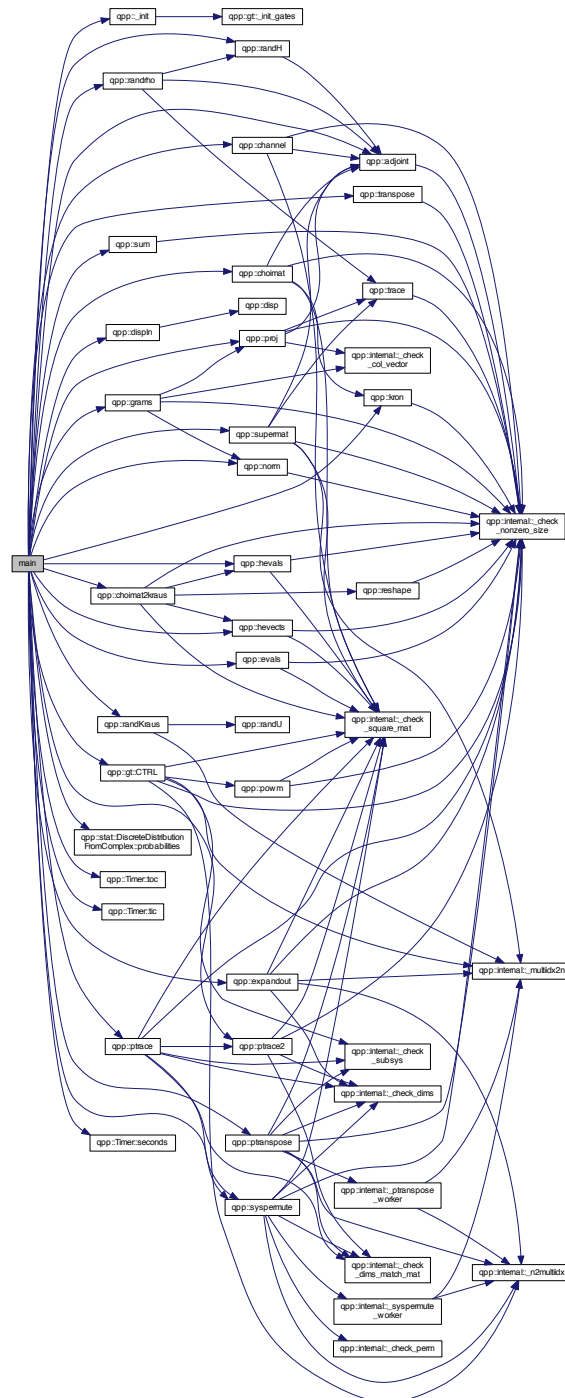 qpp::_init
qpp::gt::_init_gates
qpp::randH
qpp::randrho
qpp::channel
qpp::adjoint
qpp::transpose
qpp::sum
qpp::choimat
qpp::trace
qpp::disp
qpp::displn
qpp::proj
qpp::internal::_check
_col_vector
qpp::kron
qpp::grams
qpp::supermat
qpp::norm
qpp::internal::_check
_nonzero_size
main
qpp::hevals
qpp::choimat2kraus
qpp::reshape
qpp::hevects
qpp::evals
qpp::randKraus
qpp::randU
qpp::internal::_check
_square_mat
qpp::gt::CTRL
qpp::powm
qpp::stat::DiscreteDistribution
FromComplex::probabilities
qpp::Timer::toc
qpp::Timer::tic
qpp::internal::_multiidx2n
qpp::expandout
qpp::ptrace
qpp::ptrace2
qpp::internal::_check
_subsys
qpp::internal::_check_dims
qpp::Timer::seconds
qpp::ptranspose
qpp::internal::_ptranspose
_worker
qpp::syspermute
qpp::internal::_check
_dims_match_mat
qpp::internal::_n2multiidx
qpp::internal::_syspermute
_worker
qpp::internal::_check_perm